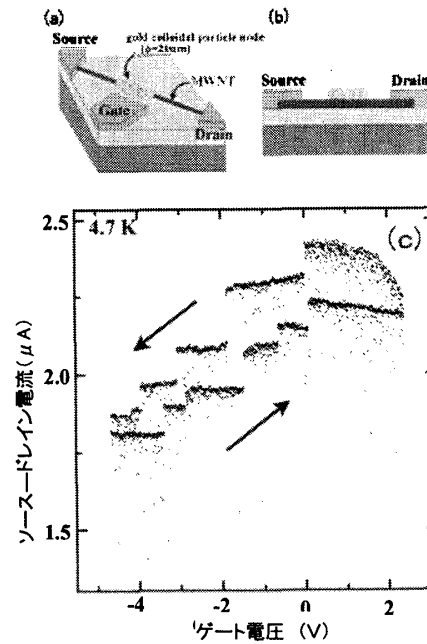 (a)
(b)
Source
gold colloidal particle node
MWNT
Gate
Drain
Source
Drain
2.5
4.7 K
(c)
2.0
1.5
ソースードレイン電流(μA)
-4
-2
0
2
ゲート電圧 (V)